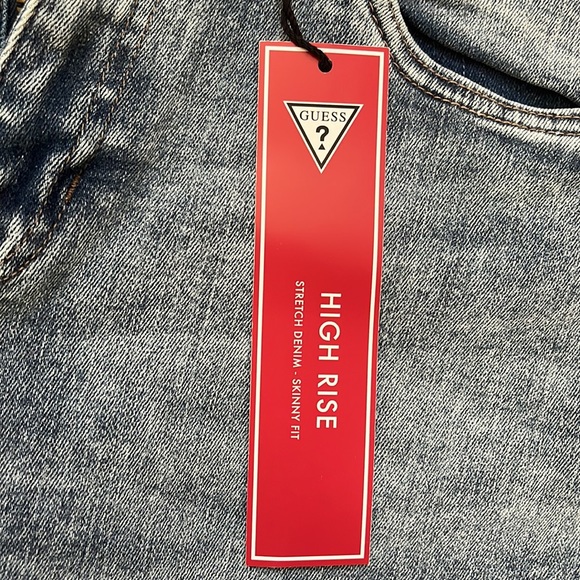 GUESS
?
HIGH RISE
STRETCH DENIM - SKINNY FIT